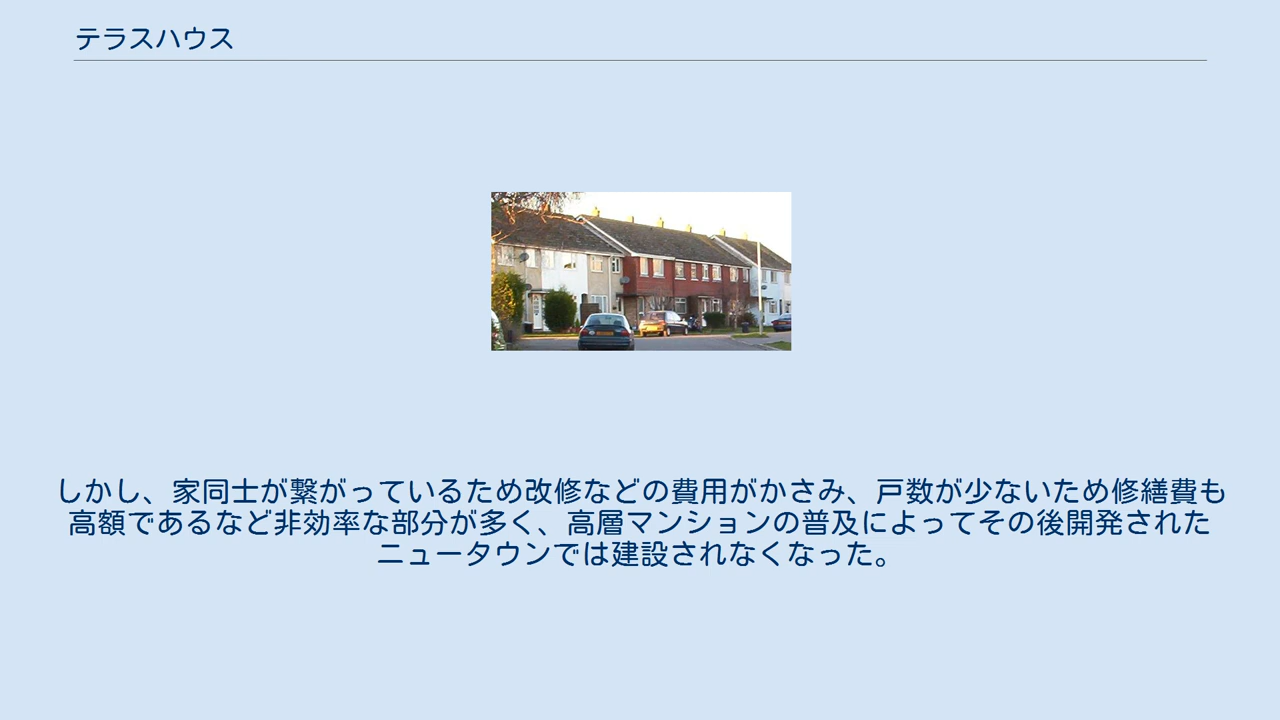 テラスハウス
しかし、家同士が繋がっているため改修などの費用がかさみ、戸数が少ないため修繕費も
高額であるなど非効率な部分が多く、高層マンションの普及によってその後開発された
ニュータウンでは建設されなくなった。